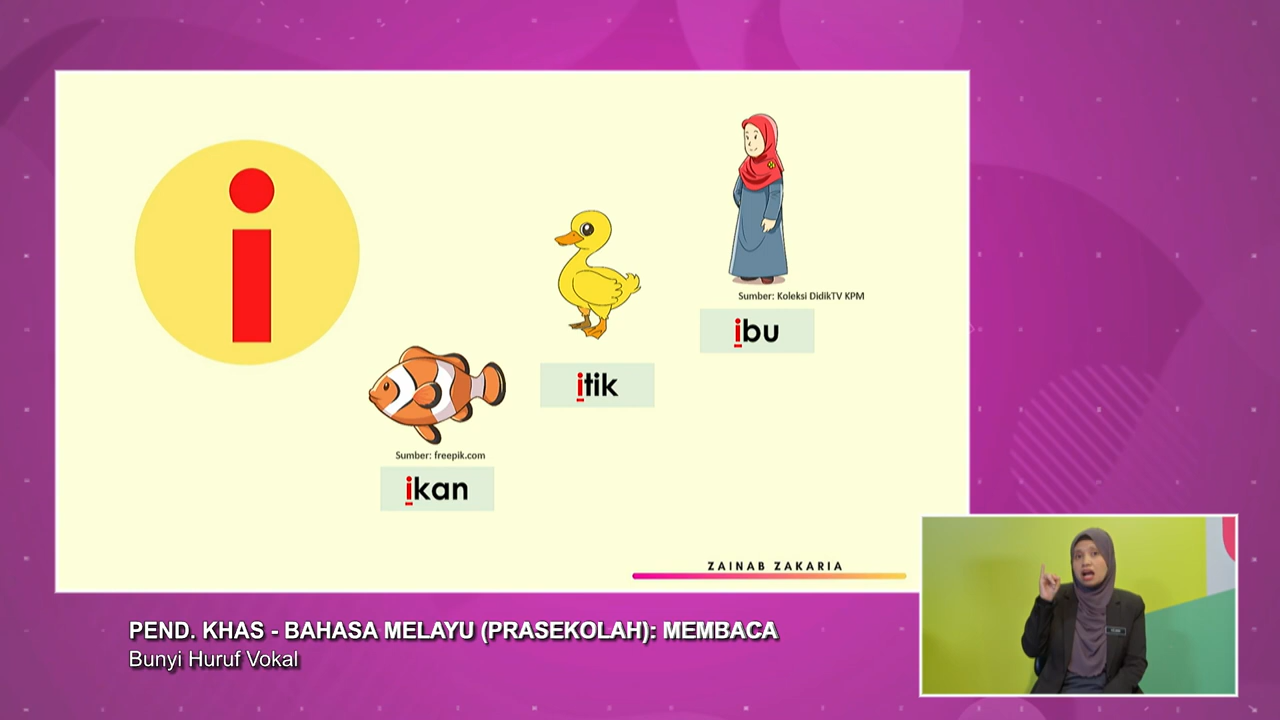 i
Sumber: Koleksi DidikTV KPM
ibu
itik
Sumber: freepik.com
ikan
ZAINAB ZAKARIA
PEND. KHAS - BAHASA MELAYU (PRASEKOLAH): MEMBACA
Bunyi Huruf Vokal